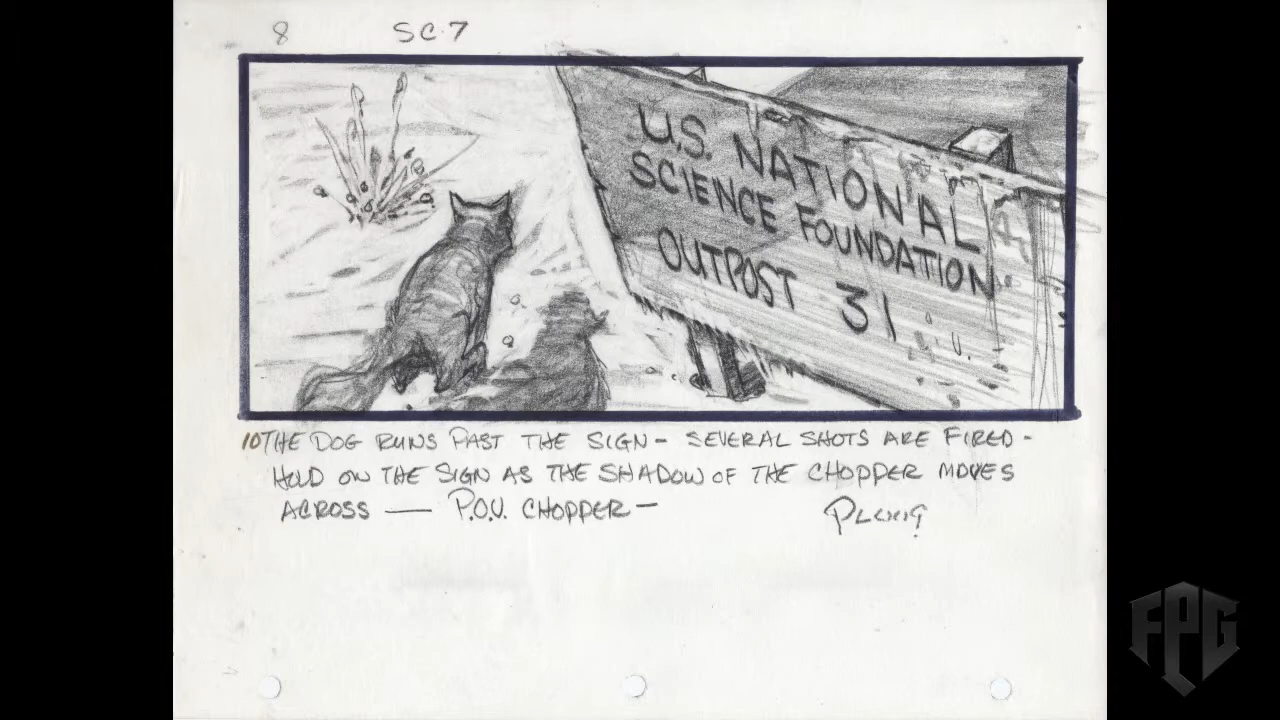 8 SC.7
U.S. NATIONAL
SCIENCE FOUNDATION
OUTPOST 31
10 THE DOG RUNS PAST THE SIGN - SEVERAL SHOTS ARE FIRED -
HOLD ON THE SIGN AS THE SHADOW OF THE CHOPPER MOVES
ACROSS — P.O.V. CHOPPER -
FPG